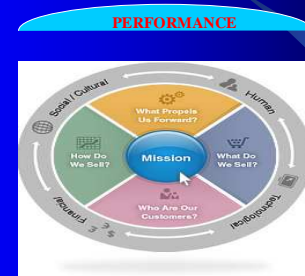 PERFORMANCE
Social / Cultural
Human
What Propels
Us Forward?
How Do
We Sell?
Mission
What Do
We Sell?
Who Are Our
Customers?
Financial
Technological